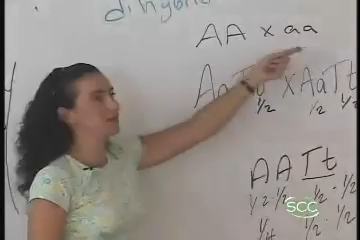 dihybrid
AA x aa
AaTt x AaTt
1/2 1/2 1/2
AA Tt
1/2 · 1/2 1/2 · 1/2
1/4 1/2
SCC